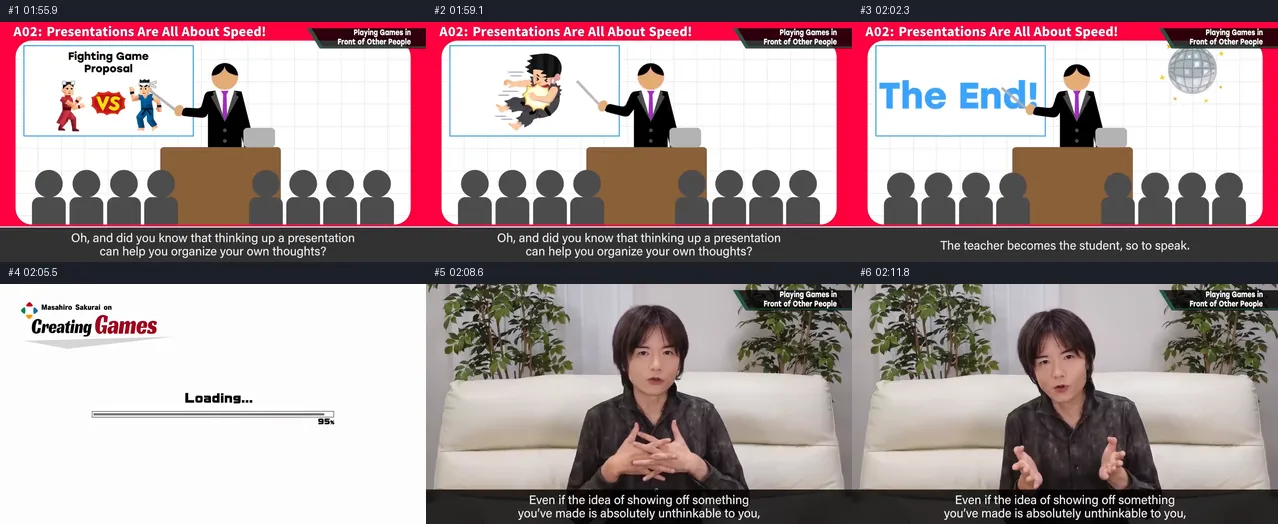 #1 01:55.9
A02: Presentations Are All About Speed!
Playing Games in
Front of Other People
Fighting Game
Proposal
VS
Oh, and did you know that thinking up a presentation
can help you organize your own thoughts?
#2 01:59.1
A02: Presentations Are All About Speed!
Playing Games in
Front of Other People
Oh, and did you know that thinking up a presentation
can help you organize your own thoughts?
#3 02:02.3
A02: Presentations Are All About Speed!
Playing Games in
Front of Other People
The End!
The teacher becomes the student, so to speak.
#4 02:05.5
Masahiro Sakurai on
Creating Games
Loading...
95%
#5 02:08.6
Playing Games in
Front of Other People
Even if the idea of showing off something
you've made is absolutely unthinkable to you,
#6 02:11.8
Playing Games in
Front of Other People
Even if the idea of showing off something
you've made is absolutely unthinkable to you,